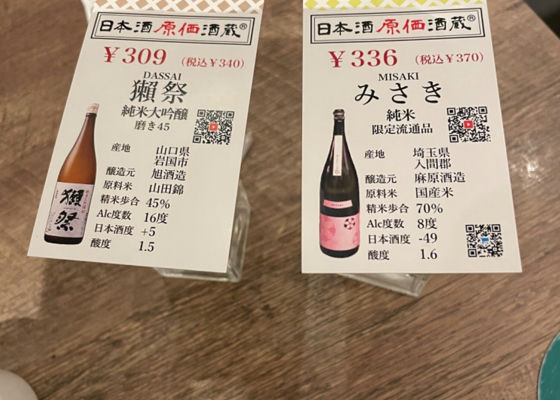 日本酒原価酒蔵®
¥309 (税込¥340)
DASSAI
獺祭
純米大吟醸
磨き45
産地 山口県
岩国市
醸造元 旭酒造
原料米 山田錦
精米歩合 45%
Alc度数 16度
日本酒度 +5
酸度 1.5
獺祭
日本酒原価酒蔵®
¥336 (税込¥370)
MISAKI
みさき
純米
限定流通品
産地 埼玉県
入間郡
醸造元 麻原酒造
原料米 国産米
精米歩合 70%
Alc度数 8度
日本酒度 -49
酸度 1.6